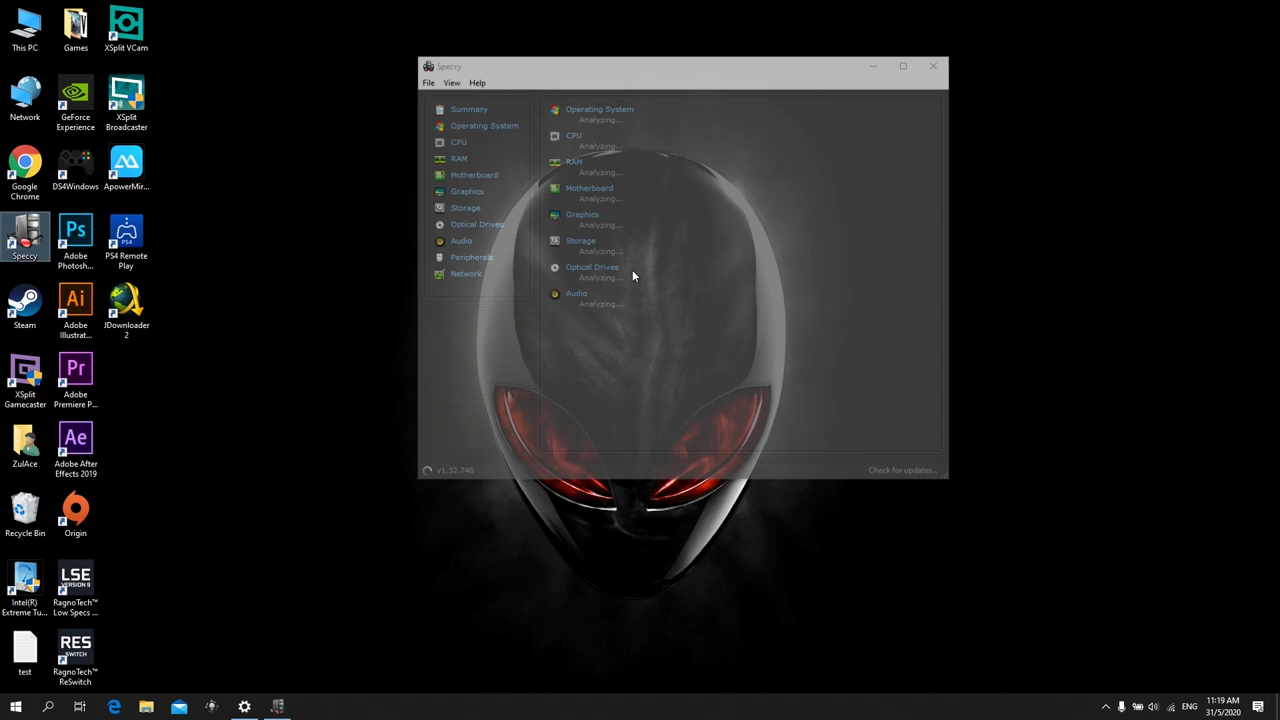 This PC
Games
XSplit VCam
Network
GeForce
Experience
XSplit
Broadcaster
Google
Chrome
DS4Windows
ApowerMir...
Speccy
Adobe
Photosh...
PS4 Remote
Play
Steam
Adobe
Illustrat...
JDownloader
2
XSplit
Gamecaster
Adobe
Premiere P...
ZulAce
Adobe After
Effects 2019
Recycle Bin
Origin
Intel(R)
Extreme Tu...
LSE
VERSION 9
RagnoTech™
Low Specs ...
test
RES
SWITCH
RagnoTech™
ReSwitch
Speccy
File View Help
Summary
Operating System
CPU
RAM
Motherboard
Graphics
Storage
Optical Drives
Audio
Peripherals
Network
Operating System
Analyzing...
CPU
Analyzing...
RAM
Analyzing...
Motherboard
Analyzing...
Graphics
Analyzing...
Storage
Analyzing...
Optical Drives
Analyzing...
Audio
Analyzing...
v1.32.740
Check for updates...
ENG
11:19 AM
31/5/2020